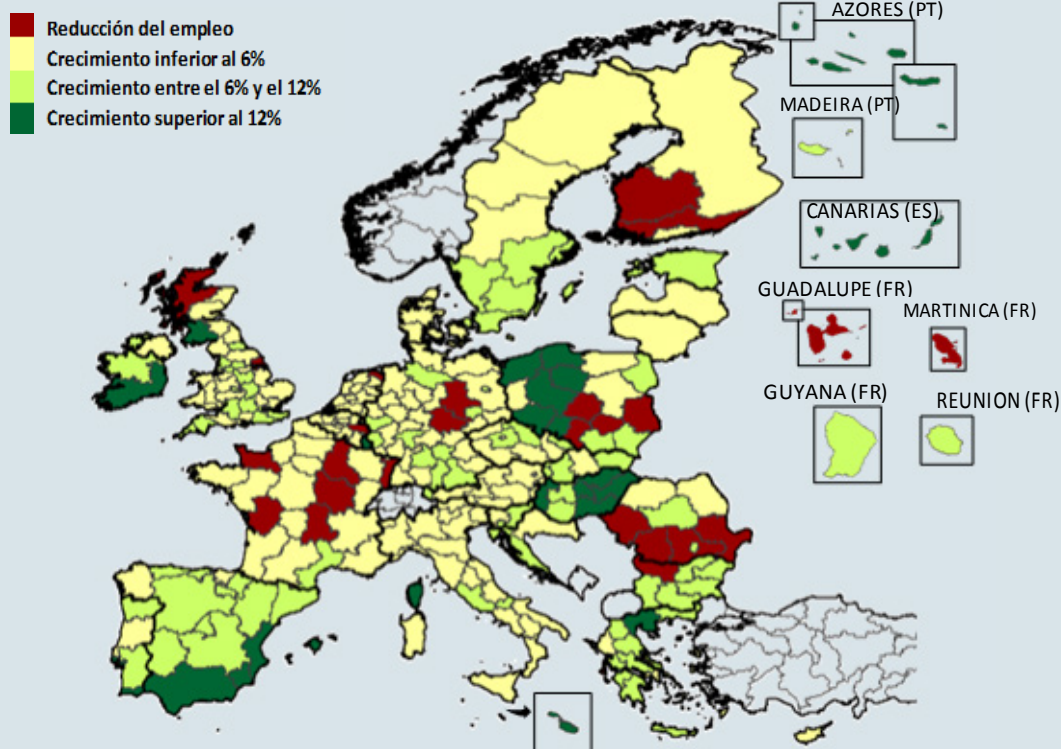 Reducción del empleo
Crecimiento inferior al 6%
Crecimiento entre el 6% y el 12%
Crecimiento superior al 12%
AZORES (PT)
MADEIRA (PT)
CANARIAS (ES)
GUADALUPE (FR)
MARTINICA (FR)
GUYANA (FR)
REUNION (FR)